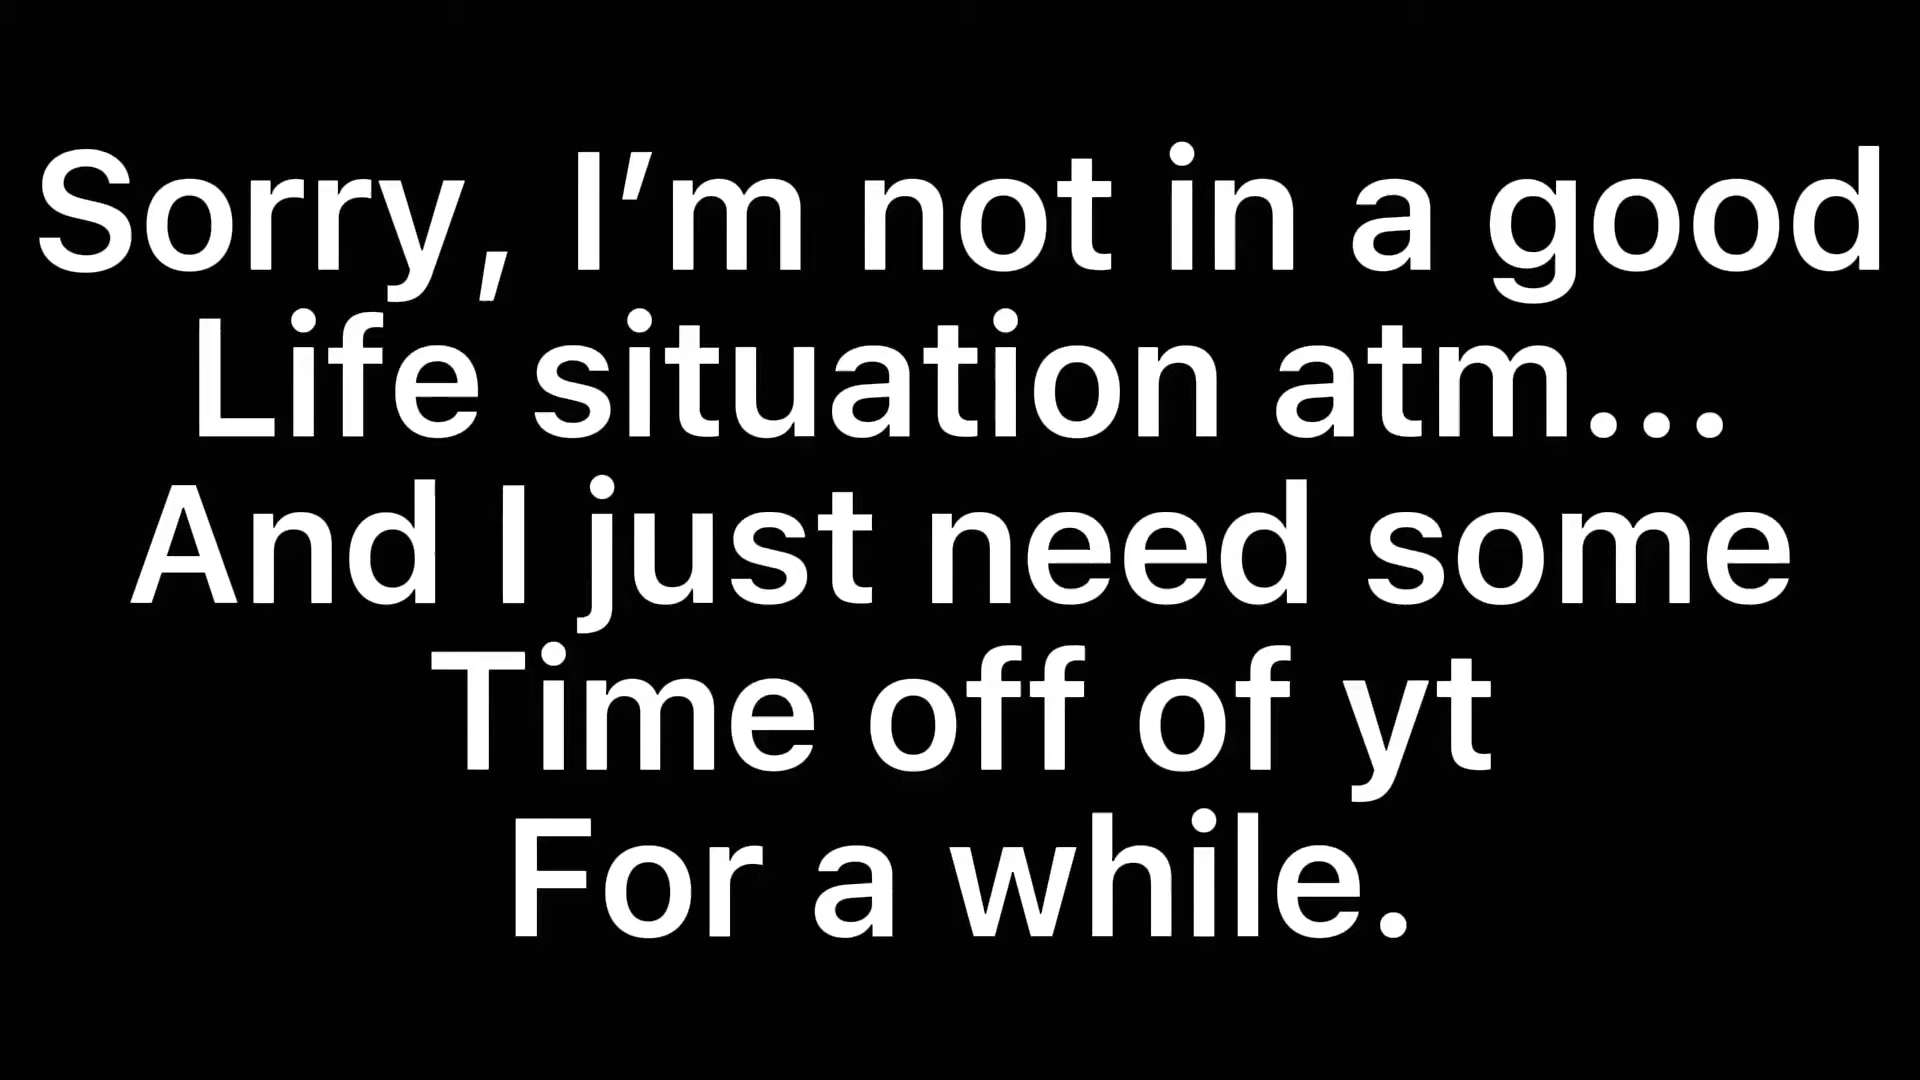 Sorry, I’m not in a good
Life situation atm...
And I just need some
Time off of yt
For a while.